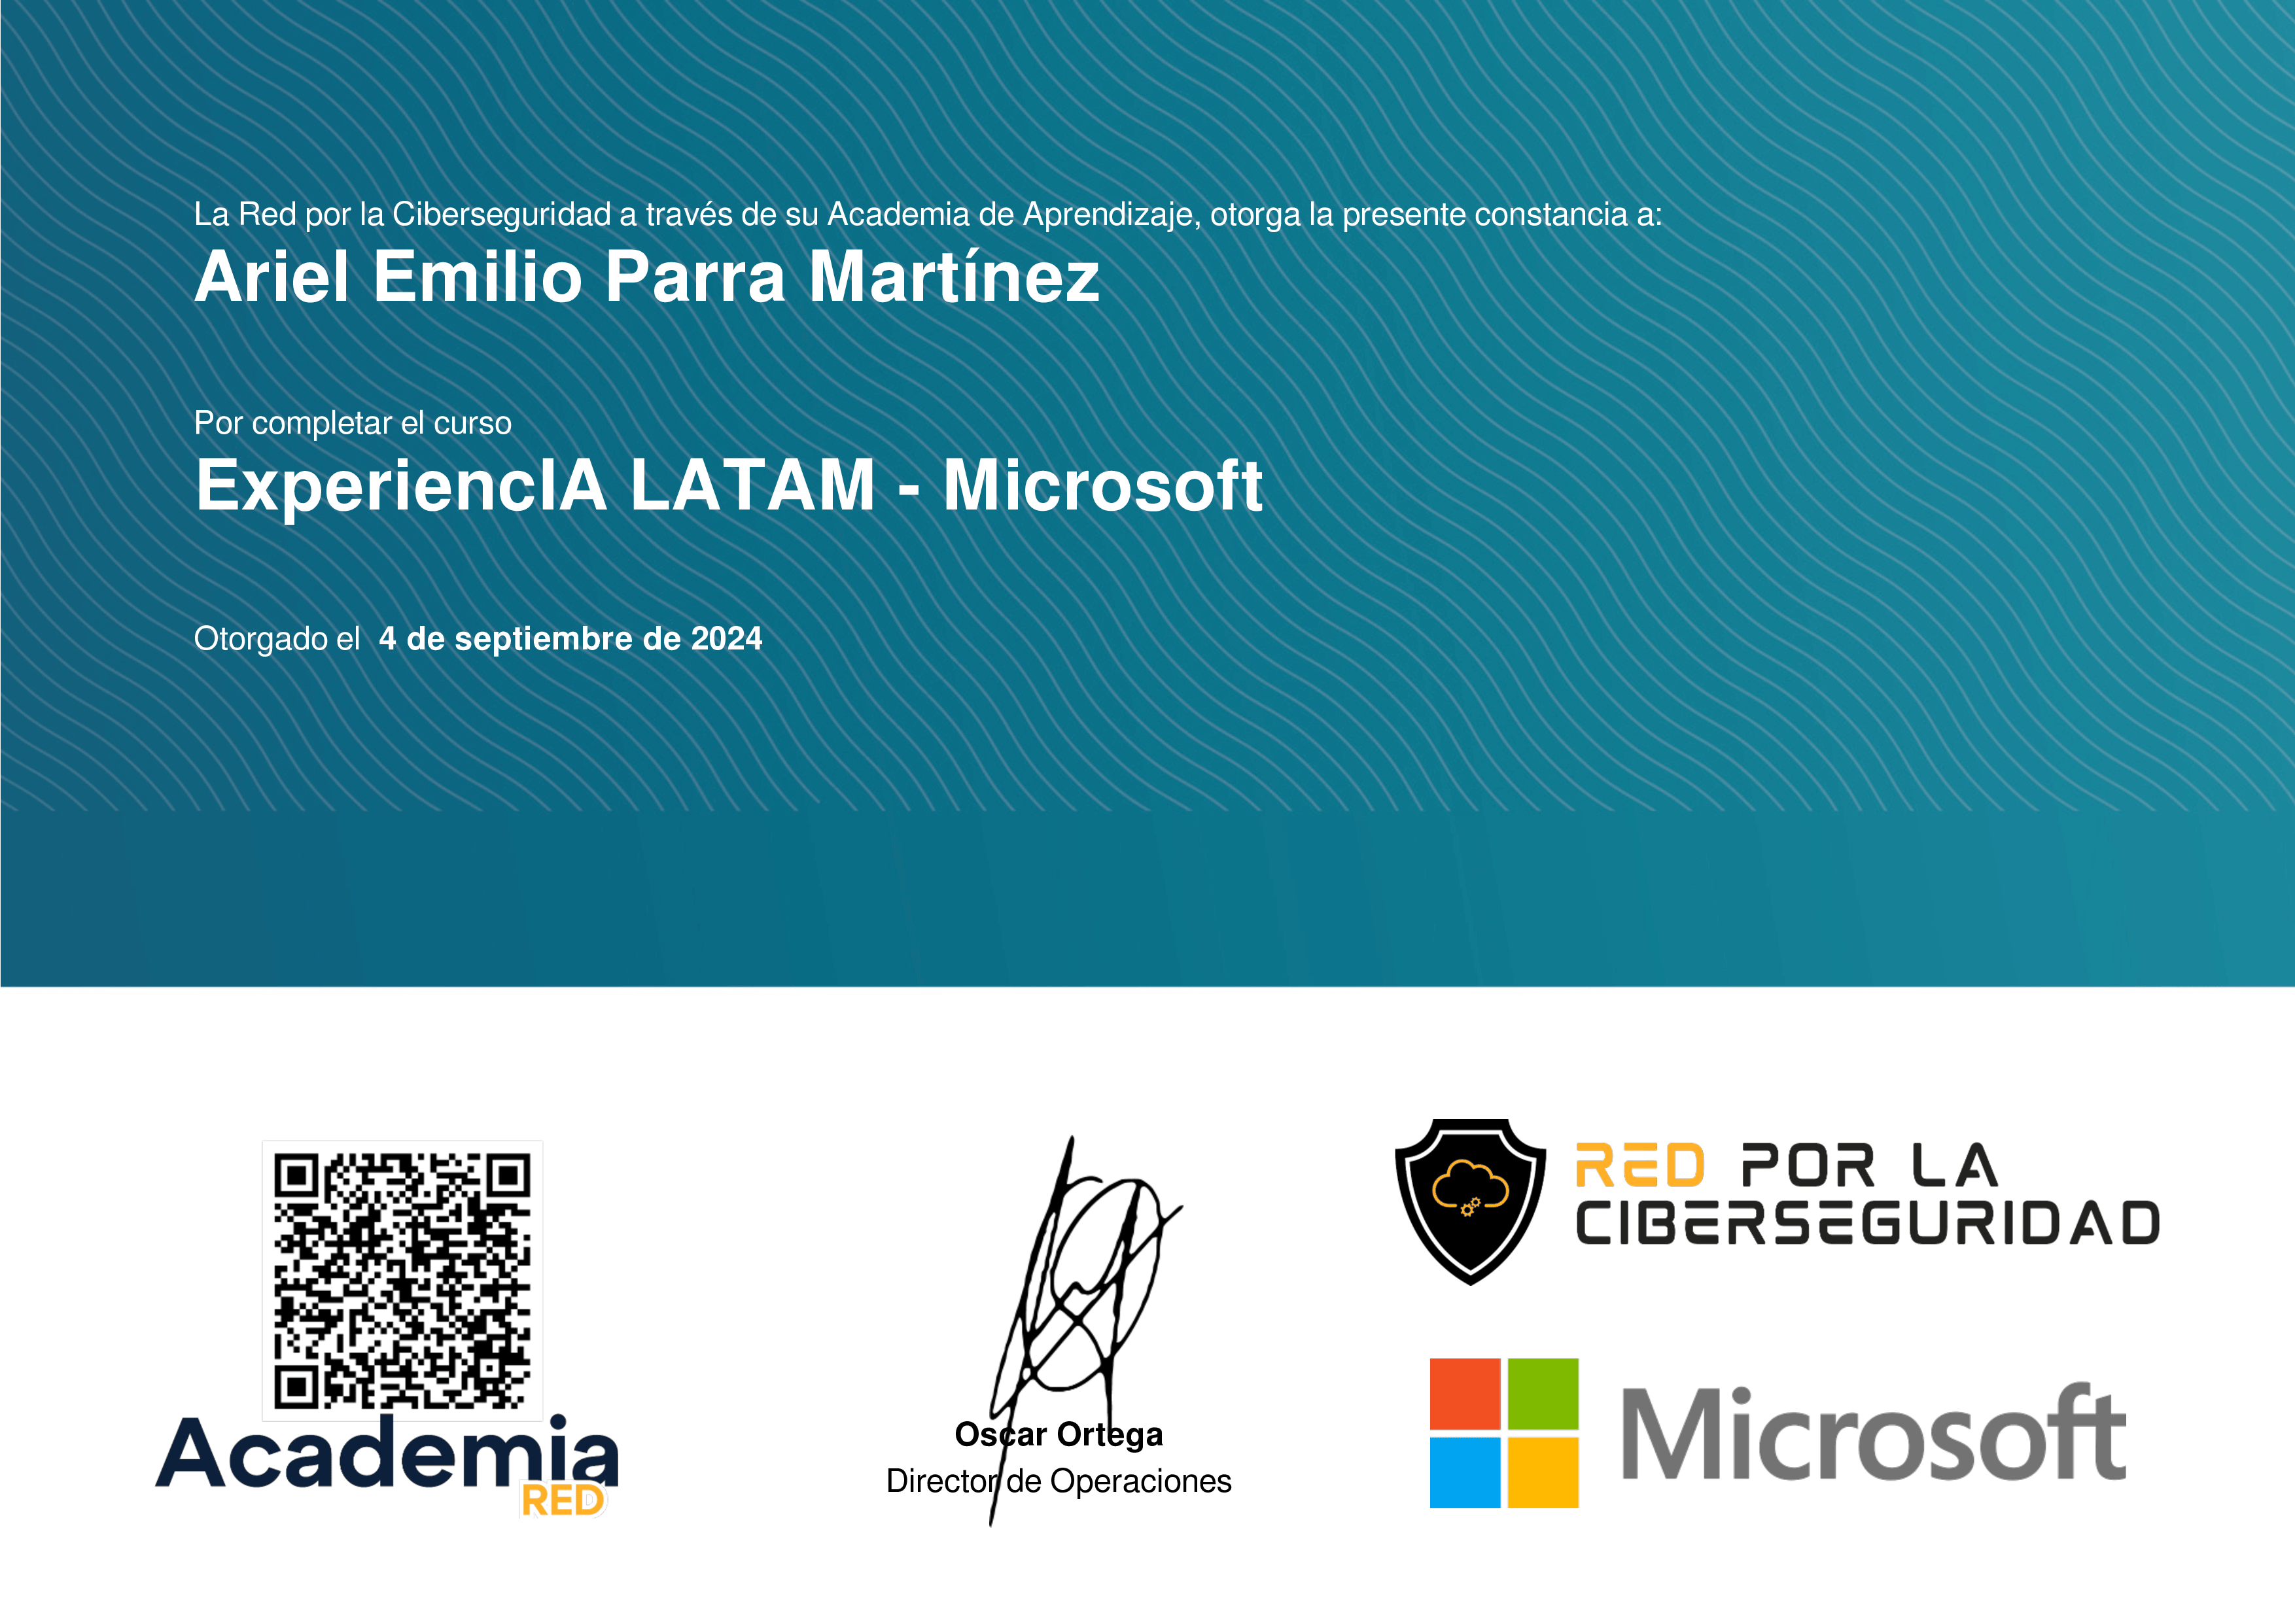 La Red por la Ciberseguridad a través de su Academia de Aprendizaje, otorga la presente constancia a:
Ariel Emilio Parra Martínez
Por completar el curso
ExperiencIA LATAM - Microsoft
Otorgado el 4 de septiembre de 2024
RED POR LA
CIBERSEGURIDAD
Academia
RED
Oscar Ortega
Director de Operaciones
Microsoft